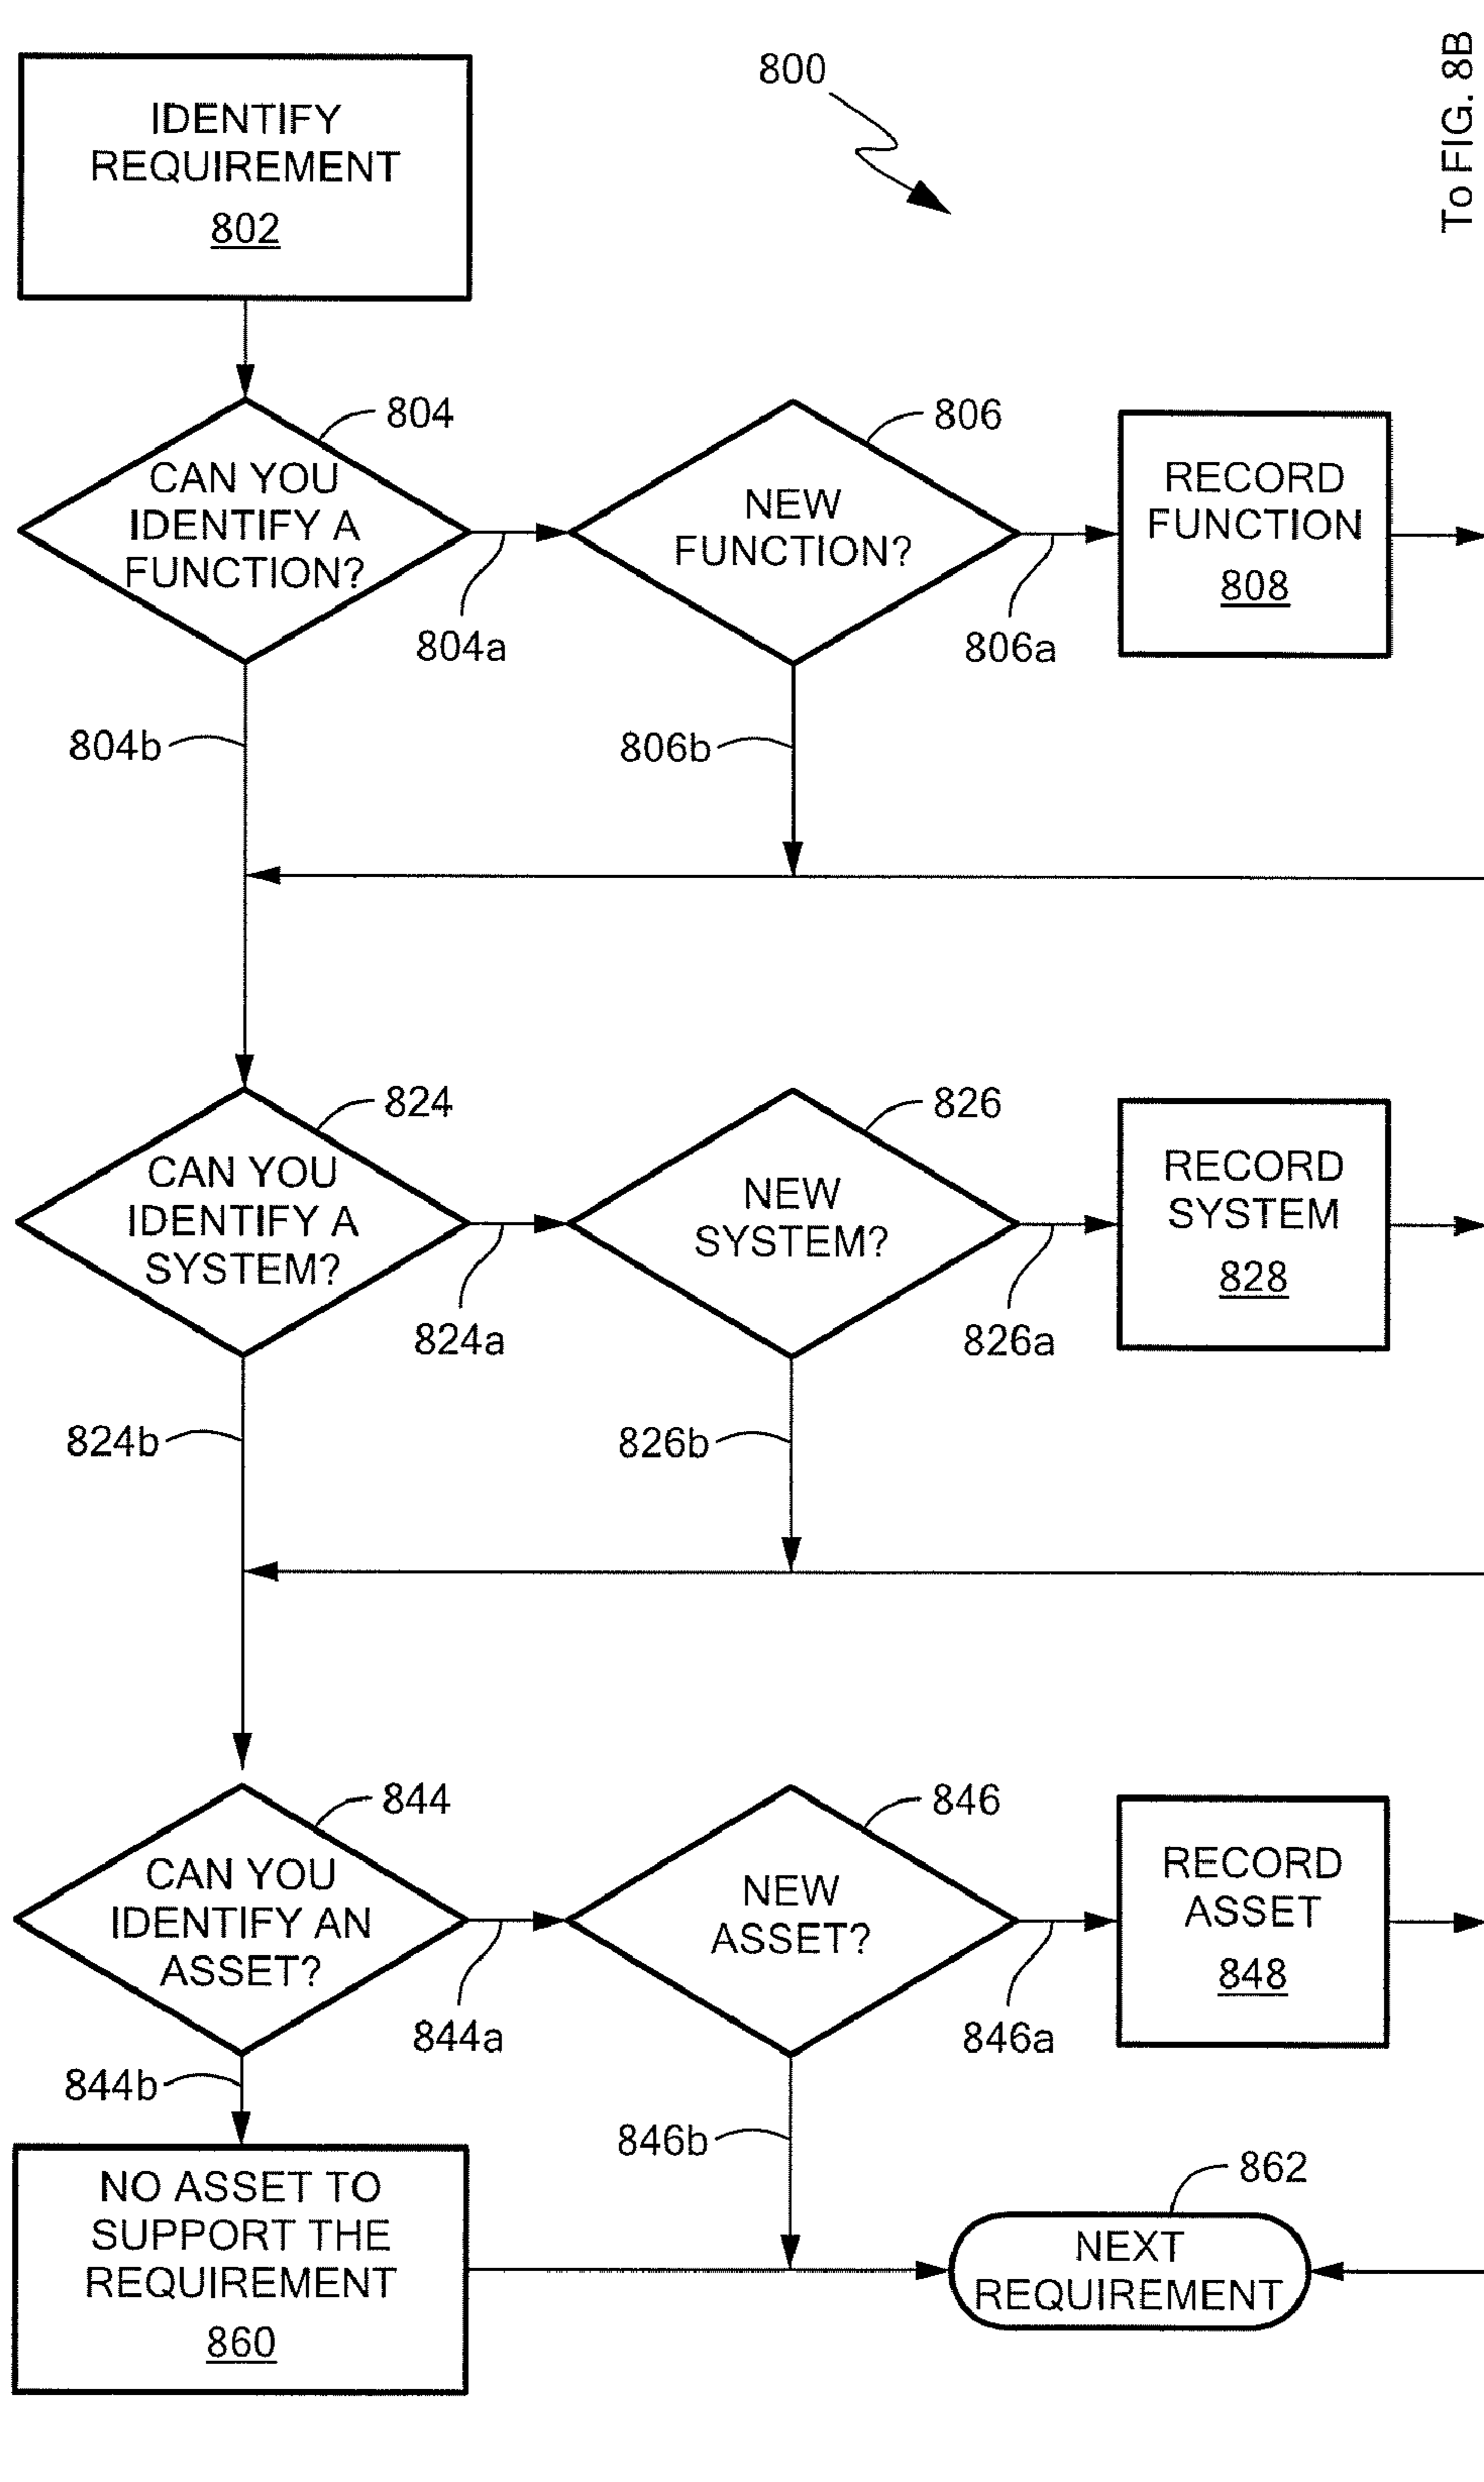 800
To FIG. 8B
IDENTIFY
REQUIREMENT
802
804
CAN YOU
IDENTIFY A
FUNCTION?
804a
804b
806
NEW
FUNCTION?
806a
806b
RECORD
FUNCTION
808
824
CAN YOU
IDENTIFY A
SYSTEM?
824a
824b
826
NEW
SYSTEM?
826a
826b
RECORD
SYSTEM
828
844
CAN YOU
IDENTIFY AN
ASSET?
844a
844b
846
NEW
ASSET?
846a
846b
RECORD
ASSET
848
NO ASSET TO
SUPPORT THE
REQUIREMENT
860
862
NEXT
REQUIREMENT